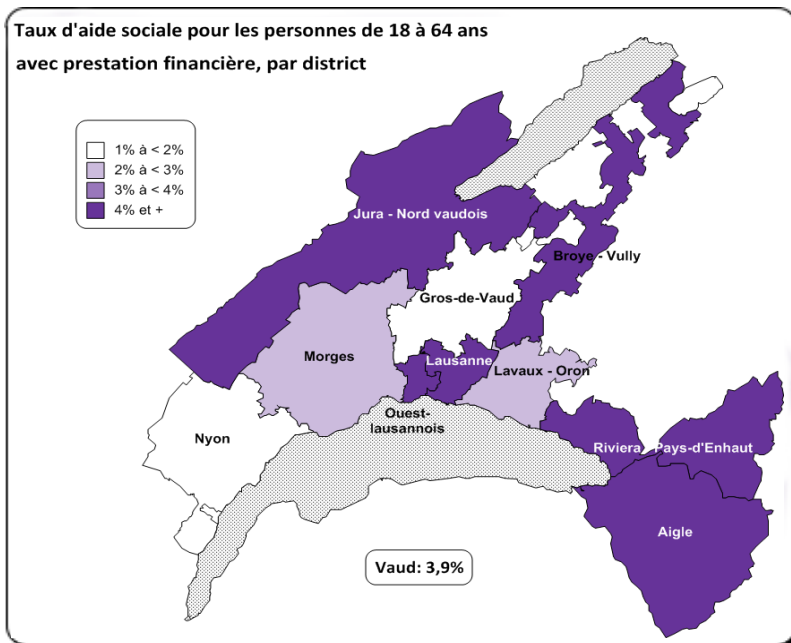 Taux d'aide sociale pour les personnes de 18 à 64 ans
avec prestation financière, par district
1% à < 2%
2% à < 3%
3% à < 4%
4% et +
Jura - Nord vaudois
Broye - Vully
Gros-de-Vaud
Morges
Lausanne
Lavaux - Oron
Ouest-
lausannois
Nyon
Riviera
Pays-d'Enhaut
Aigle
Vaud: 3,9%